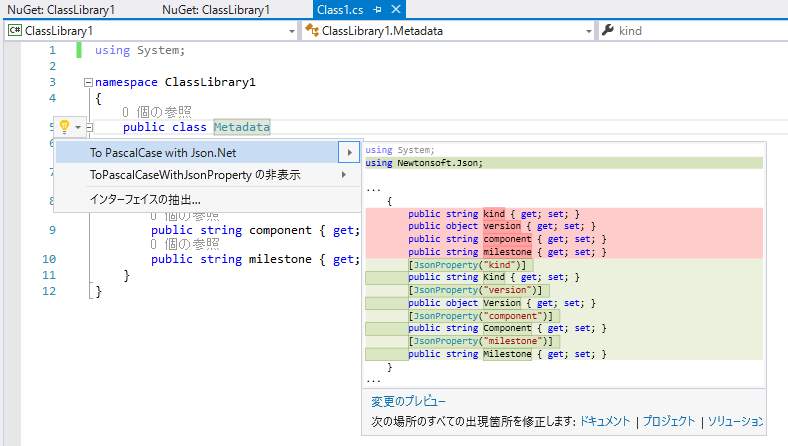 NuGet: ClassLibrary1 NuGet: ClassLibrary1 Class1.cs
C# ClassLibrary1 ClassLibrary1.Metadata kind
1 using System;
2
3 namespace ClassLibrary1
4 {
0 個の参照
5 public class Metadata
6
To PascalCase with Json.Net
7
ToPascalCaseWithJsonProperty の非表示
8
インターフェイスの抽出...
0 個の参照
9 public string component { get;
0 個の参照
10 public string milestone { get;
11 }
12 }
using System;
using Newtonsoft.Json;
...
{
public string kind { get; set; }
public object version { get; set; }
public string component { get; set; }
public string milestone { get; set; }
[JsonProperty("kind")]
public string Kind { get; set; }
[JsonProperty("version")]
public object Version { get; set; }
[JsonProperty("component")]
public string Component { get; set; }
[JsonProperty("milestone")]
public string Milestone { get; set; }
}
...
変更のプレビュー
次の場所のすべての出現箇所を修正します: ドキュメント | プロジェクト | ソリューション